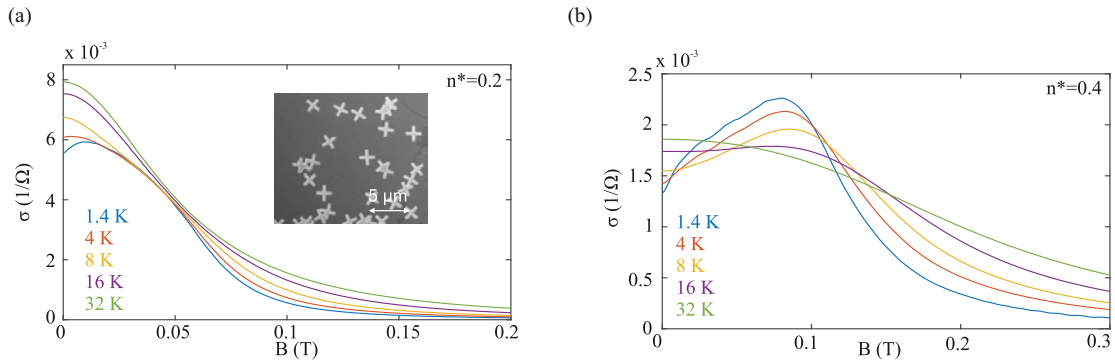 (a)
x 10⁻³
n*=0.2
8
6
4
2
0
σ (1/Ω)
5 μm
1.4 K
4 K
8 K
16 K
32 K
0
0.05
0.1
0.15
0.2
B (T)
(b)
x 10⁻³
n*=0.4
2.5
2
1.5
1
0.5
0
σ (1/Ω)
1.4 K
4 K
8 K
16 K
32 K
0
0.1
0.2
0.3
B (T)